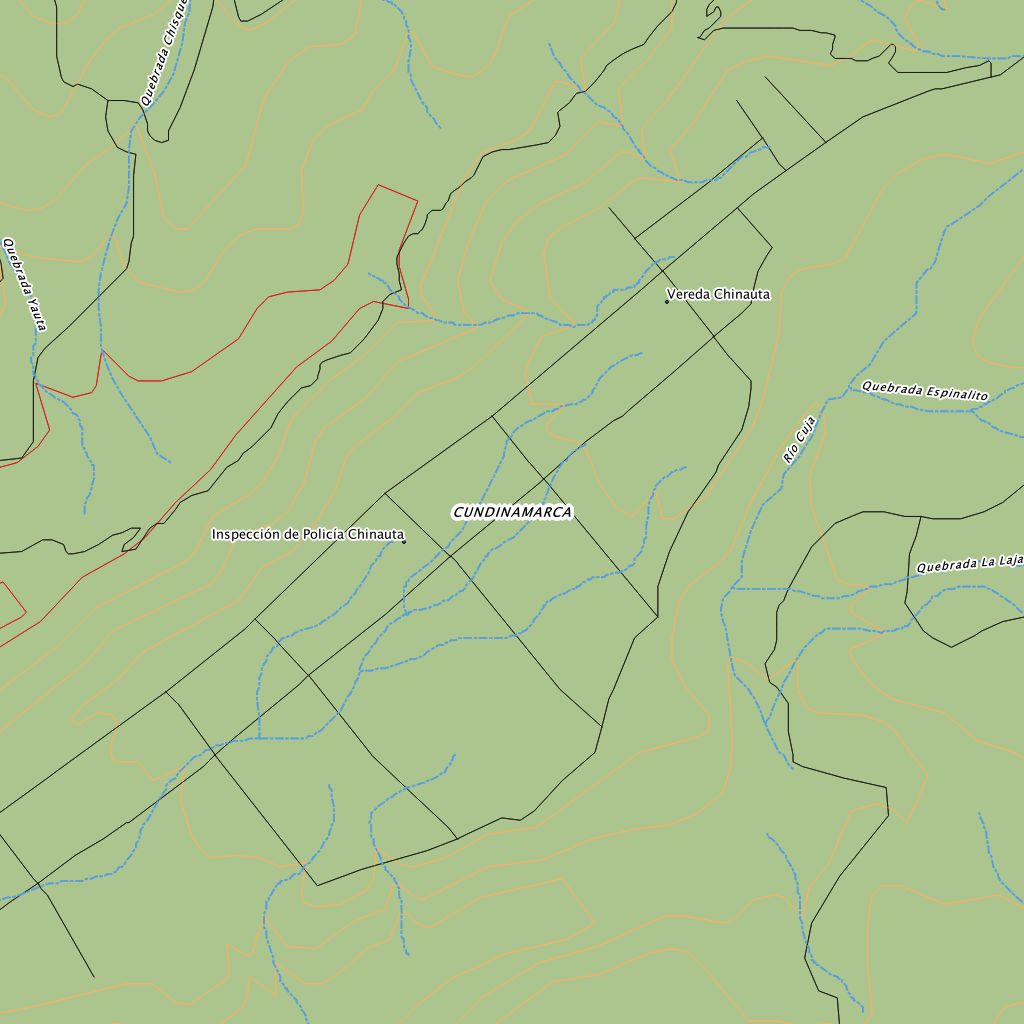 Quebrada Chisque
Quebrada Yauta
Vereda Chinauta
Quebrada Espinalito
Río Cuja
CUNDINAMARCA
Inspección de Policía Chinauta
Quebrada La Laja